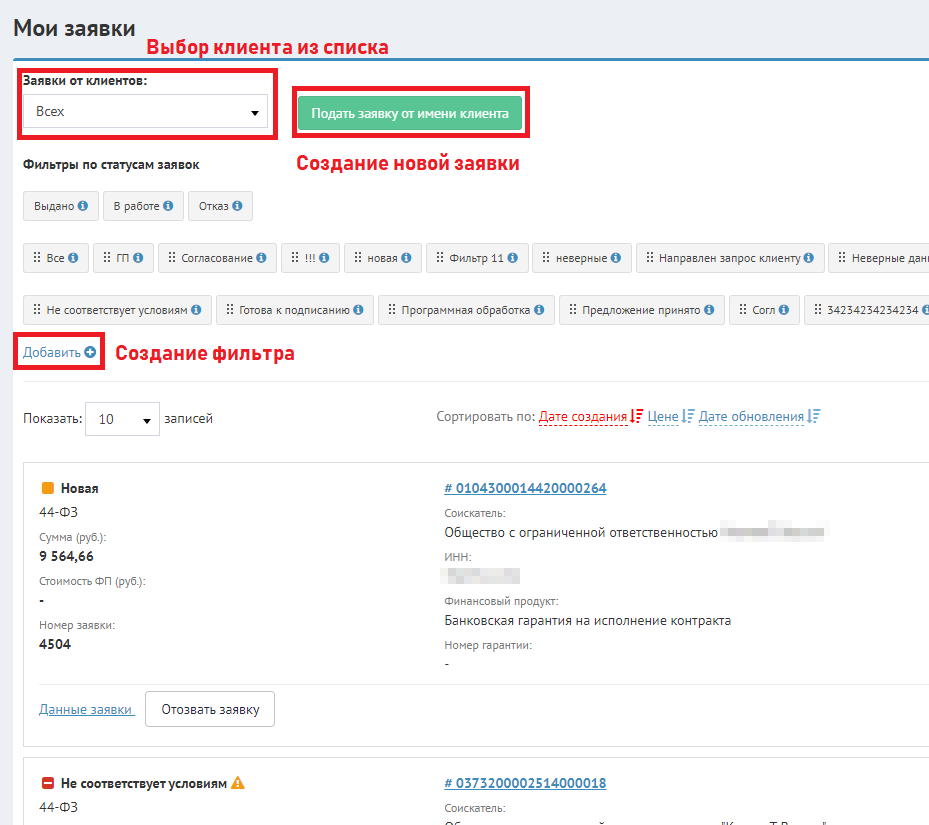 Мои заявки
Выбор клиента из списка
Заявки от клиентов:
Всех
Подать заявку от имени клиента
Создание новой заявки
Фильтры по статусам заявок
Выдано В работе Отказ
Все ГП Согласование !!! новая Фильтр 11 неверные Направлен запрос клиенту Неверные
Не соответствует условиям Готова к подписанию Программная обработка Предложение принято Согл 34234234234234
Добавить Создание фильтра
Показать: 10 записей Сортировать по: Дате создания Цене Дате обновления
Новая # 0104300014420000264
44-ФЗ Соискатель:
Сумма (руб.): Общество с ограниченной ответственностью
9 564,66 ИНН:
Стоимость ФП (руб.):
- Финансовый продукт:
Номер заявки: Банковская гарантия на исполнение контракта
4504 Номер гарантии:
-
Данные заявки Отозвать заявку
Не соответствует условиям # 0373200002514000018
44-ФЗ Соискатель: